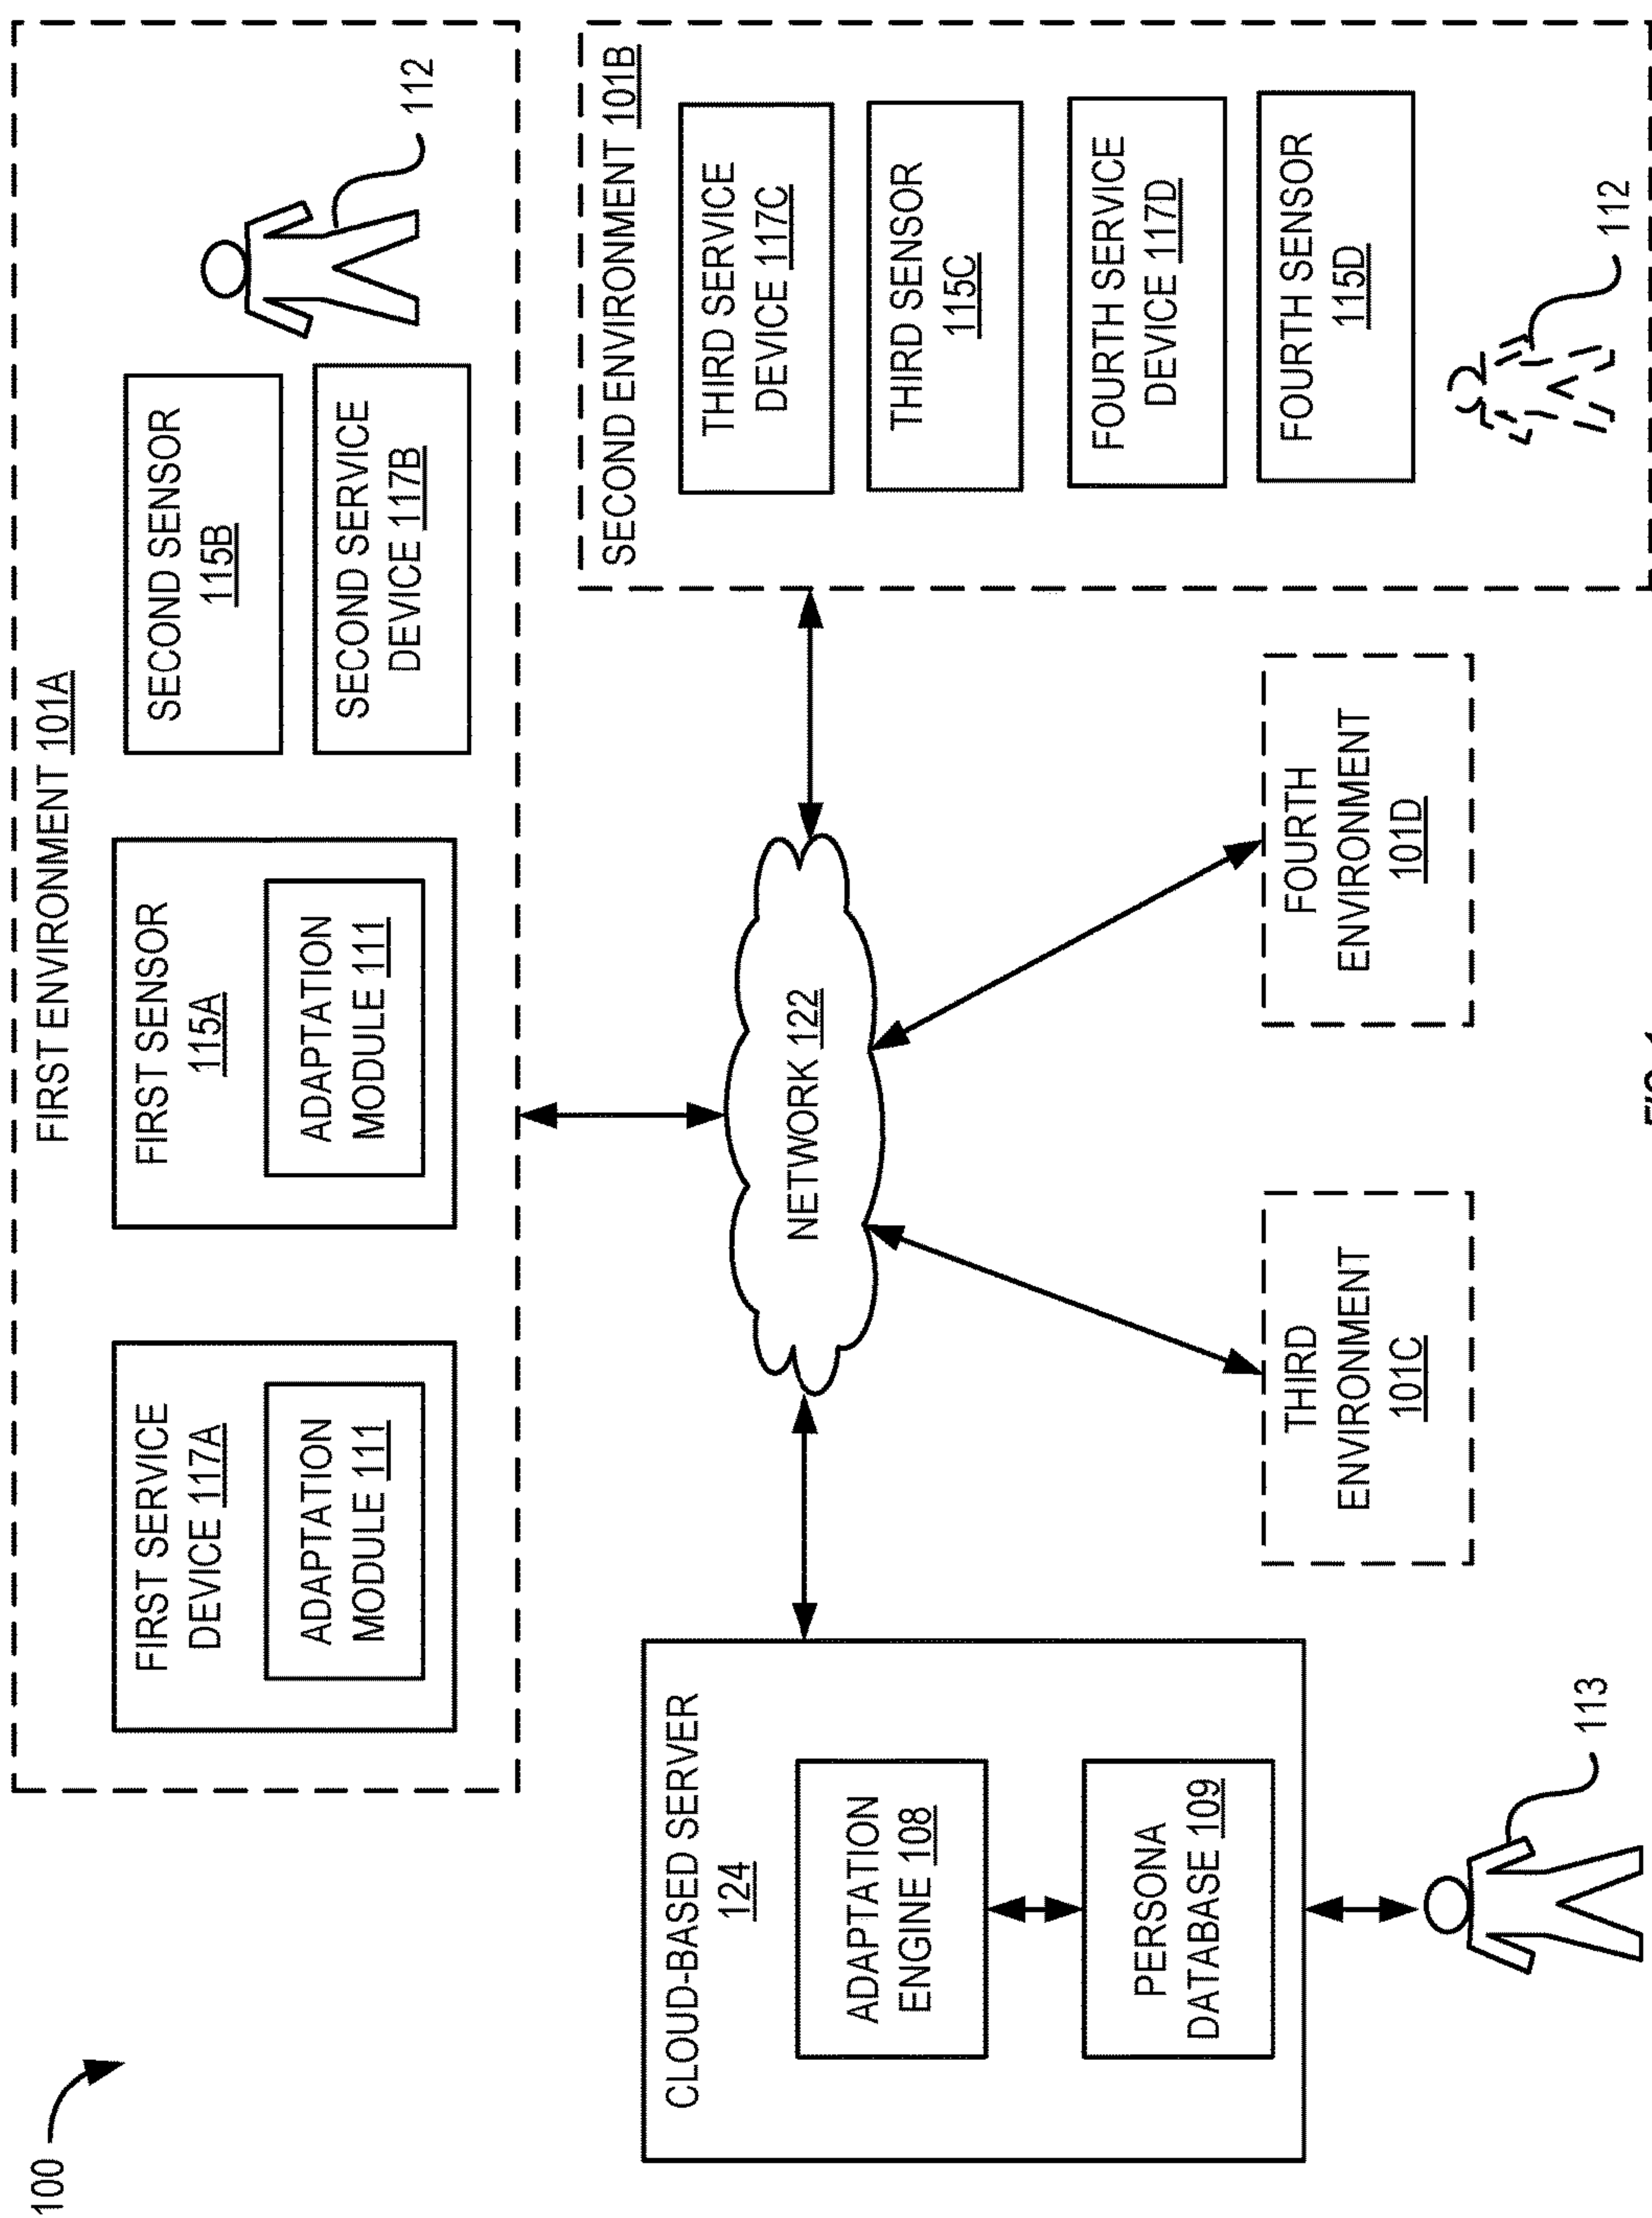 100
FIRST ENVIRONMENT 101A
FIRST SERVICE
DEVICE 117A
ADAPTATION
MODULE 111
FIRST SENSOR
115A
ADAPTATION
MODULE 111
SECOND SENSOR
115B
SECOND SERVICE
DEVICE 117B
112
CLOUD-BASED SERVER
124
ADAPTATION
ENGINE 108
PERSONA
DATABASE 109
113
NETWORK 122
THIRD
ENVIRONMENT
101C
FOURTH
ENVIRONMENT
101D
SECOND ENVIRONMENT 101B
THIRD SERVICE
DEVICE 117C
THIRD SENSOR
115C
FOURTH SERVICE
DEVICE 117D
FOURTH SENSOR
115D
112